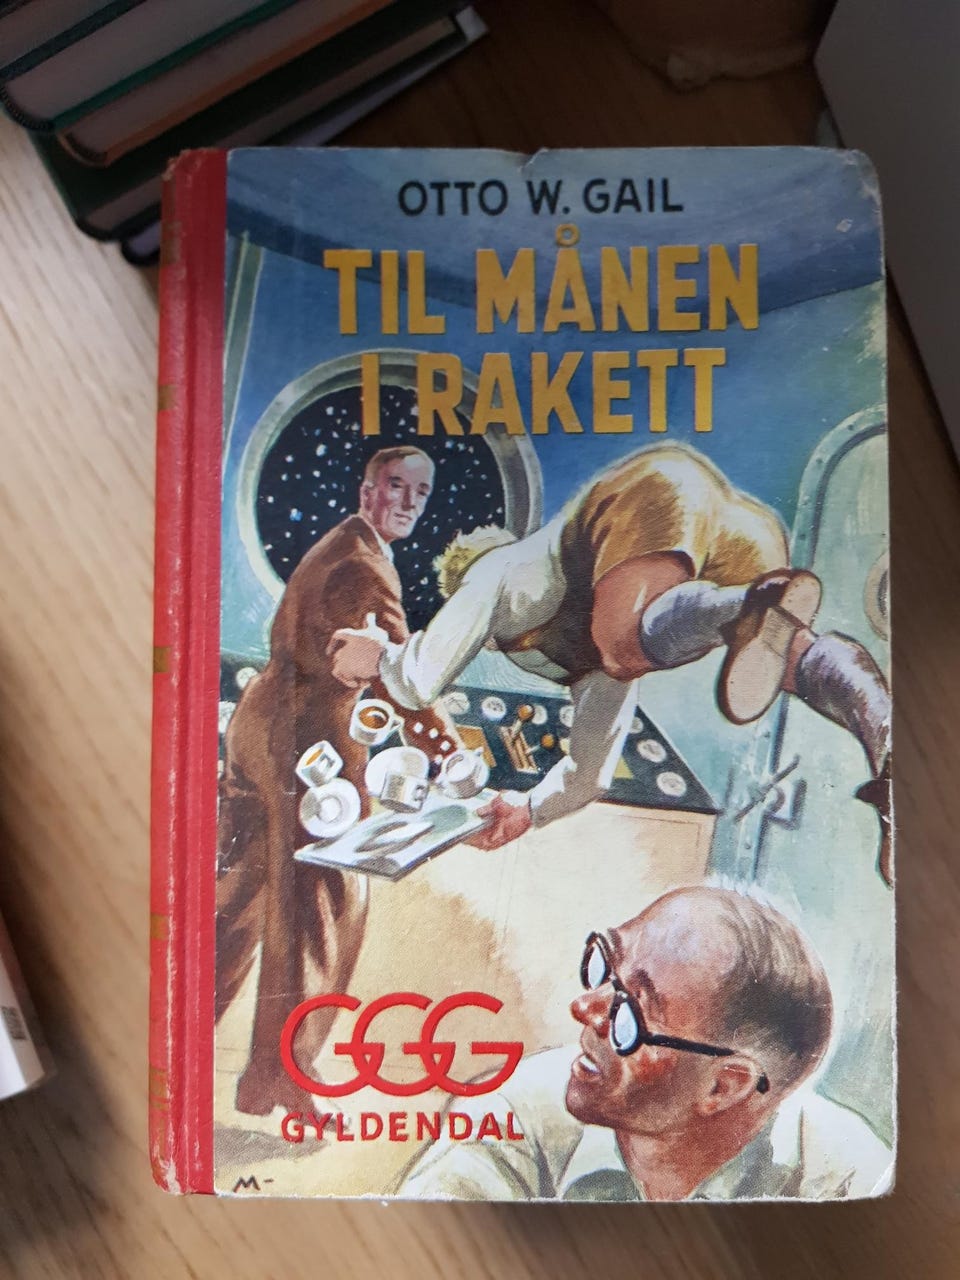 OTTO W. GAIL
TIL MÅNEN
I RAKETT
GGG
GYLDENDAL
M-